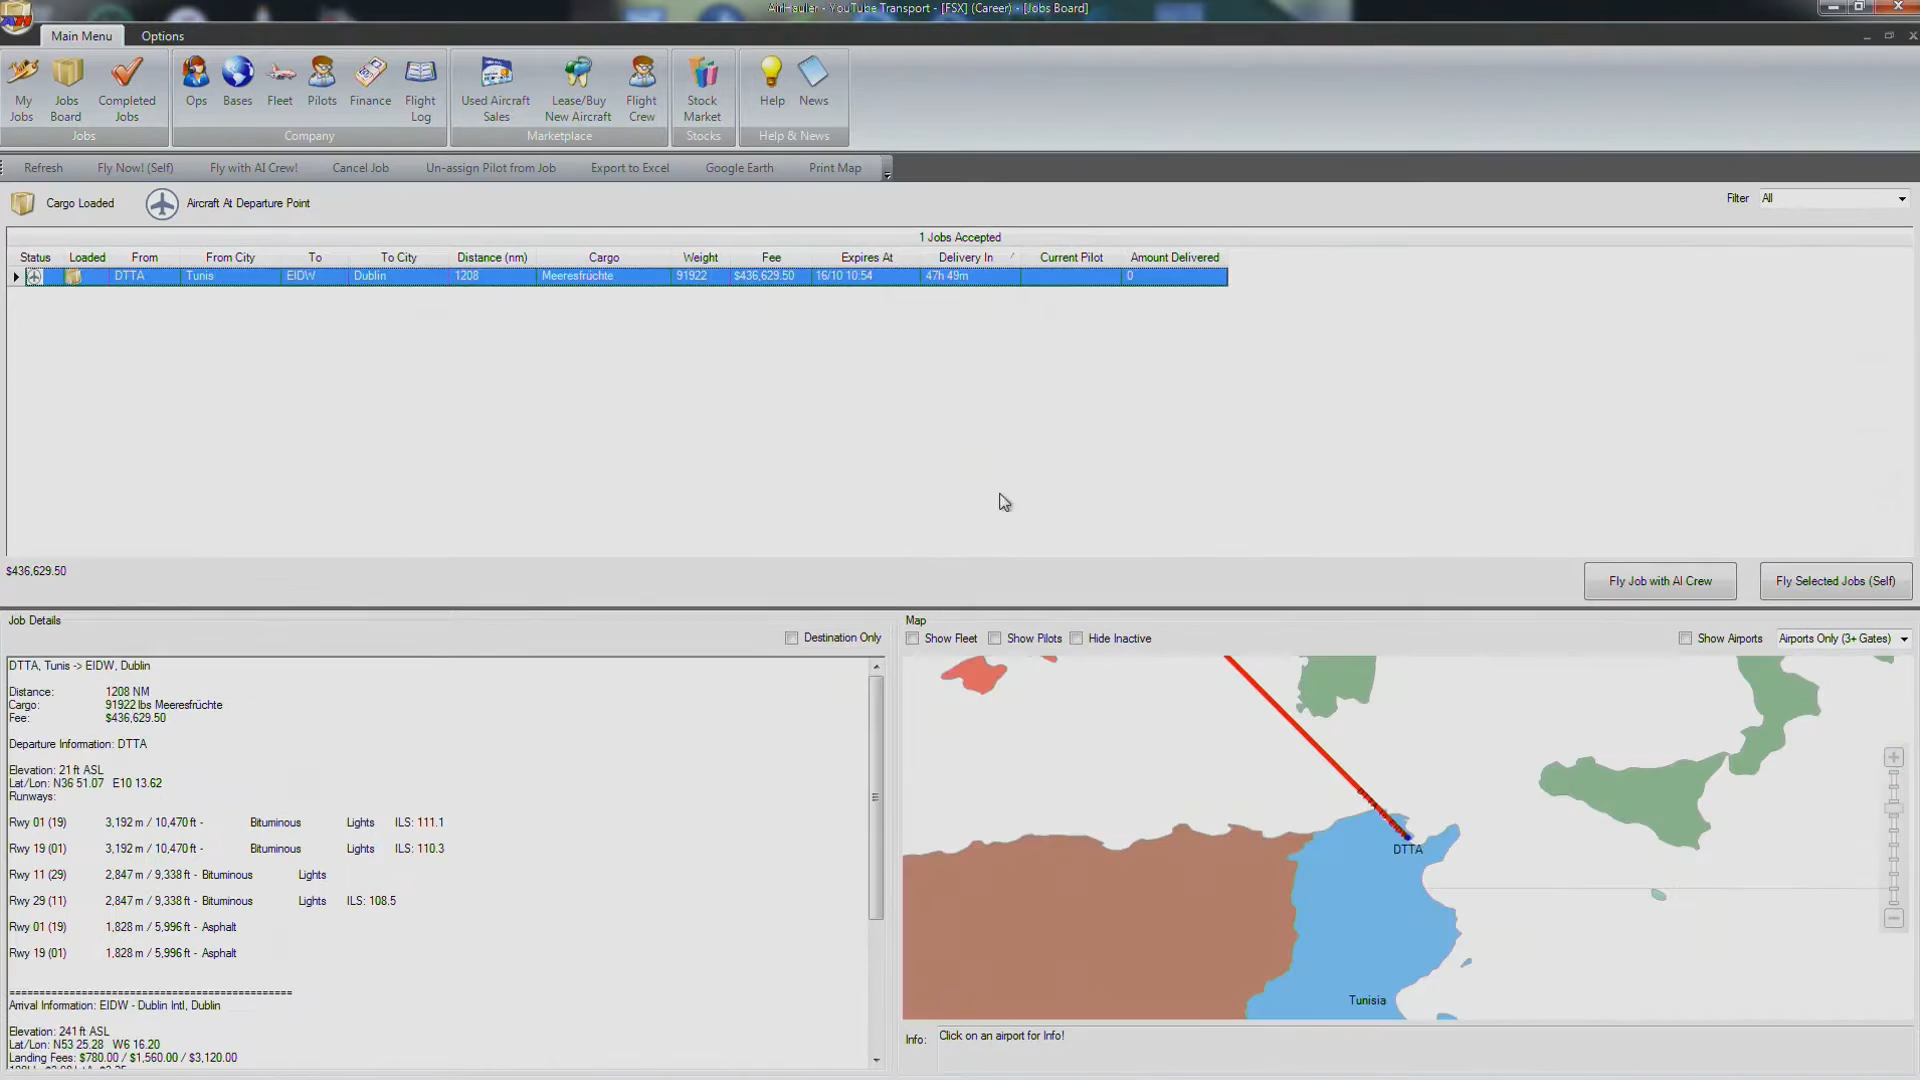 AirHauler - YouTube Transport - [FSX] (Career) - [Jobs Board]
Main Menu Options
My Jobs
Jobs Board
Completed Jobs
Ops
Bases
Fleet
Pilots
Finance
Flight Log
Used Aircraft Sales
Lease/Buy New Aircraft
Flight Crew
Stock Market
Help
News
Jobs Company Marketplace Stocks Help & News
Refresh Fly Now! (Self) Fly with AI Crew! Cancel Job Un-assign Pilot from Job Export to Excel Google Earth Print Map
Cargo Loaded Aircraft At Departure Point Filter All
1 Jobs Accepted
Status Loaded From From City To To City Distance (nm) Cargo Weight Fee Expires At Delivery In Current Pilot Amount Delivered
DTTA Tunis EIDW Dublin 1208 Meeresfrüchte 91922 $436,629.50 16/10 10.54 47h 49m 0
$436,629.50
Fly Job with AI Crew Fly Selected Jobs (Self)
Job Details
Destination Only
DTTA, Tunis -> EIDW, Dublin
Distance: 1208 NM
Cargo: 91922 lbs Meeresfrüchte
Fee: $436,629.50
Departure Information: DTTA
Elevation: 21 ft ASL
Lat/Lon: N36 51.07 E10 13.62
Runways:
Rwy 01 (19) 3,192 m / 10,470 ft - Bituminous Lights ILS: 111.1
Rwy 19 (01) 3,192 m / 10,470 ft - Bituminous Lights ILS: 110.3
Rwy 11 (29) 2,847 m / 9,338 ft - Bituminous Lights
Rwy 29 (11) 2,847 m / 9,338 ft - Bituminous Lights ILS: 108.5
Rwy 01 (19) 1,828 m / 5,996 ft - Asphalt
Rwy 19 (01) 1,828 m / 5,996 ft - Asphalt
===============================================
Arrival Information: EIDW - Dublin Intl, Dublin
Elevation: 241 ft ASL
Lat/Lon: N53 25.28 W6 16.20
Landing Fees: $780.00 / $1,560.00 / $3,120.00
Map
Show Fleet Show Pilots Hide Inactive Show Airports Airports Only (3+ Gates)
DTTA
Tunisia
Info: Click on an airport for Info!